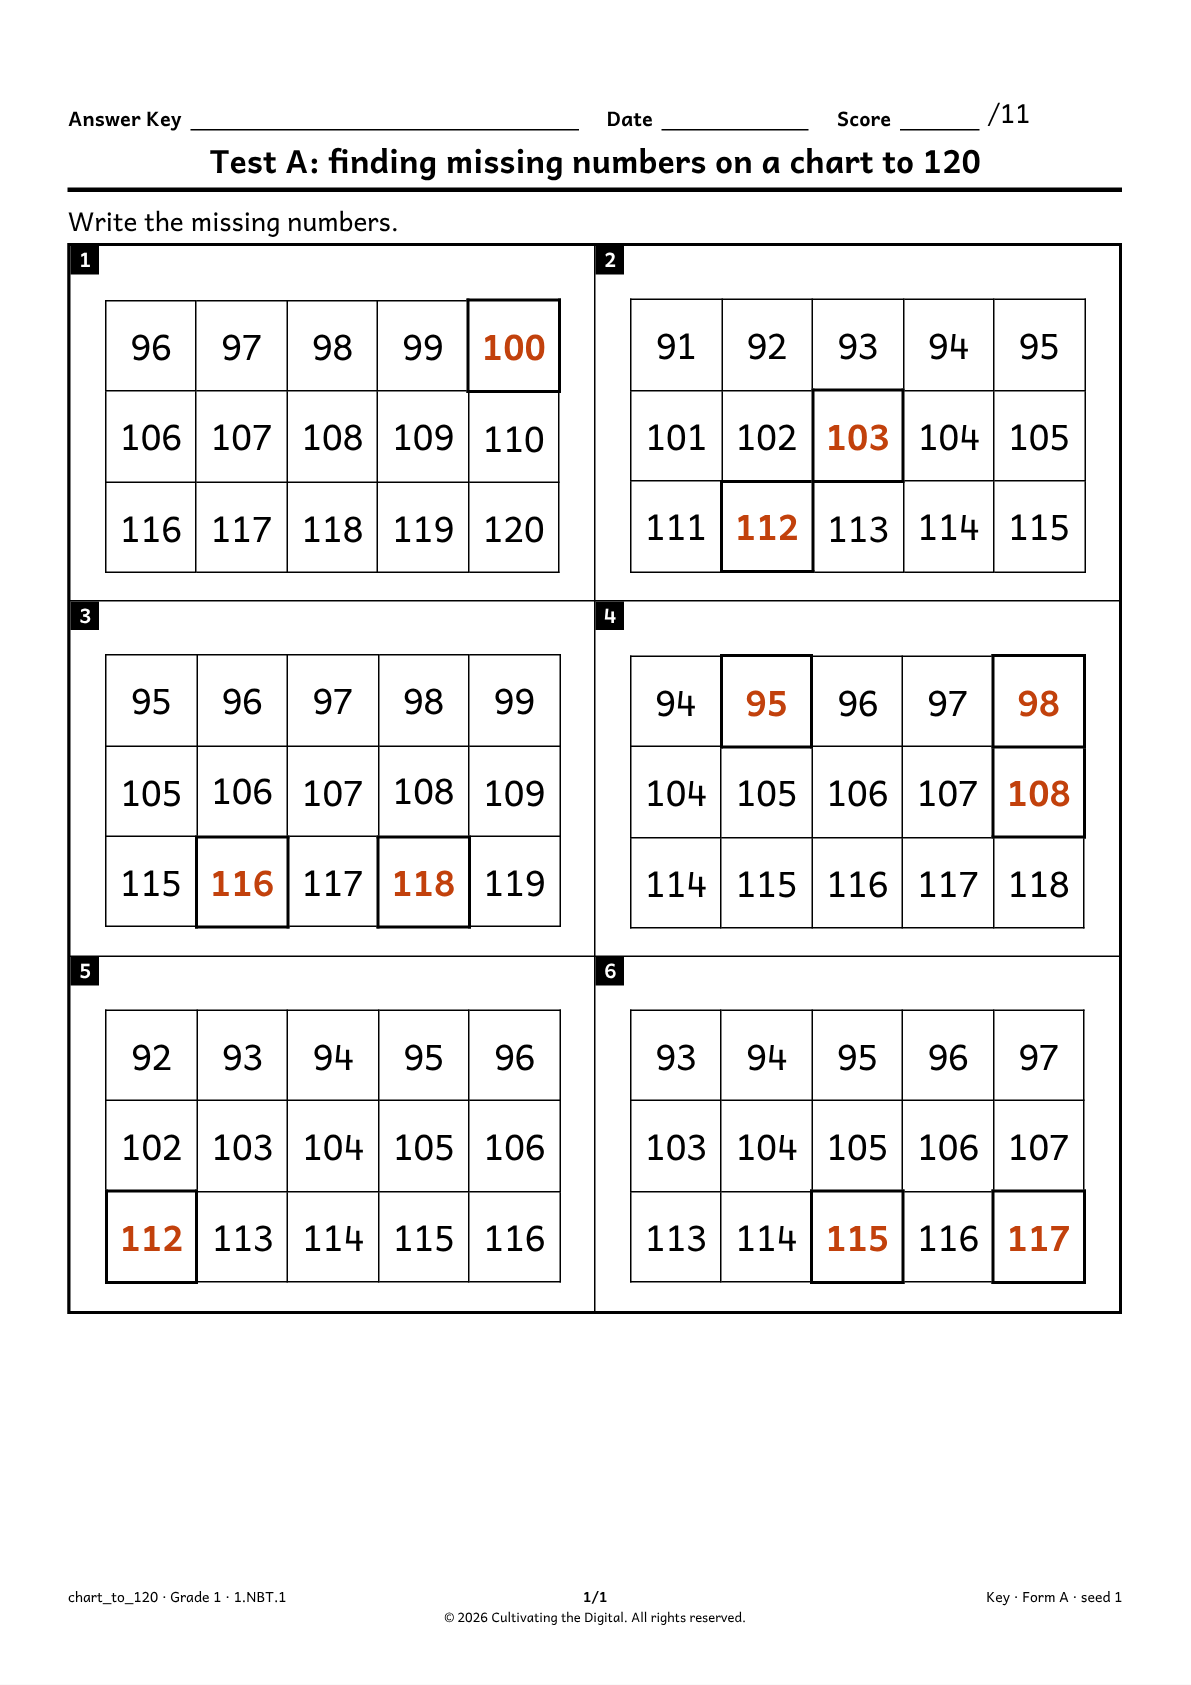 Answer Key Date Score /11
Test A: finding missing numbers on a chart to 120
Write the missing numbers.
1
96 97 98 99 100
106 107 108 109 110
116 117 118 119 120
2
91 92 93 94 95
101 102 103 104 105
111 112 113 114 115
3
95 96 97 98 99
105 106 107 108 109
115 116 117 118 119
4
94 95 96 97 98
104 105 106 107 108
114 115 116 117 118
5
92 93 94 95 96
102 103 104 105 106
112 113 114 115 116
6
93 94 95 96 97
103 104 105 106 107
113 114 115 116 117
chart_to_120 · Grade 1 · 1.NBT.1 1/1 Key · Form A · seed 1
© 2026 Cultivating the Digital. All rights reserved.